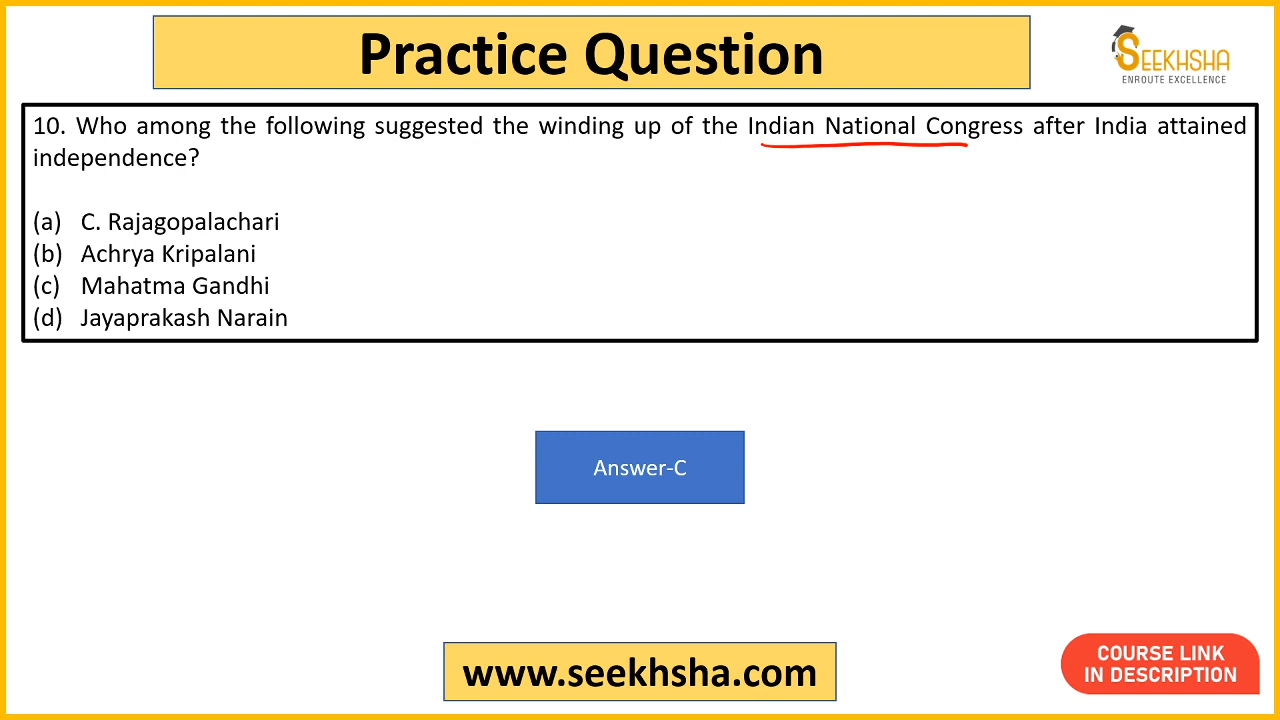 Practice Question
SEEKHSHA
ENROUTE EXCELLENCE
10. Who among the following suggested the winding up of the Indian National Congress after India attained
independence?
(a) C. Rajagopalachari
(b) Achrya Kripalani
(c) Mahatma Gandhi
(d) Jayaprakash Narain
Answer-C
www.seekhsha.com
COURSE LINK
IN DESCRIPTION